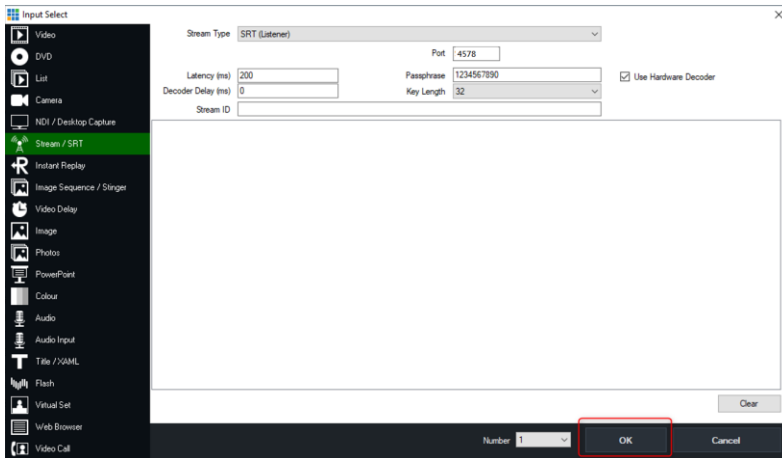 Input Select
Video
DVD
List
Camera
NDI / Desktop Capture
Stream / SRT
Instant Replay
Image Sequence / Stinger
Video Delay
Image
Photos
PowerPoint
Colour
Audio
Audio Input
Title / XAML
Flash
Virtual Set
Web Browser
Video Call
Stream Type SRT (Listener)
Port 4578
Latency (ms) 200 Passphrase 1234567890 Use Hardware Decoder
Decoder Delay (ms) 0 Key Length 32
Stream ID
Clear
Number 1 OK Cancel